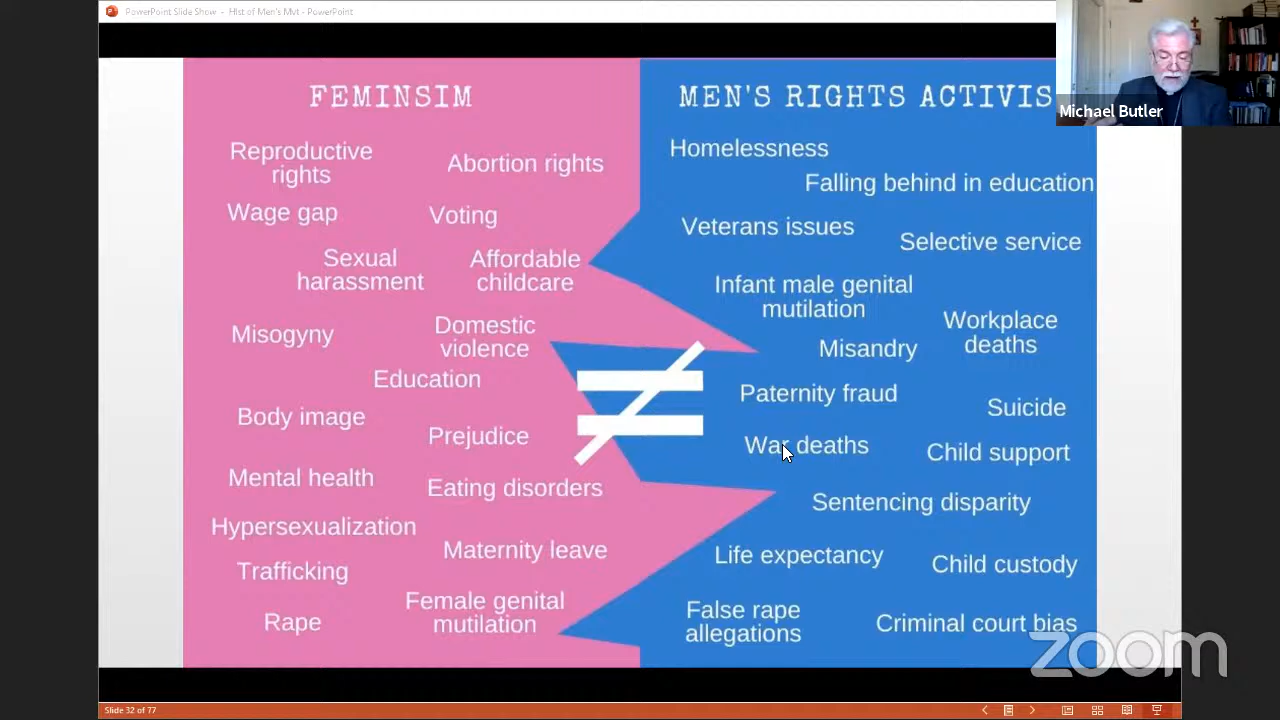 PowerPoint Slide Show - Hist of Men's Mvt - PowerPoint
Michael Butler
FEMINSIM
Reproductive
rights
Abortion rights
Wage gap
Voting
Sexual
harassment
Affordable
childcare
Misogyny
Domestic
violence
Education
Body image
Prejudice
Mental health
Eating disorders
Hypersexualization
Maternity leave
Trafficking
Female genital
mutilation
Rape
MEN'S RIGHTS ACTIVIS
Homelessness
Falling behind in education
Veterans issues
Selective service
Infant male genital
mutilation
Workplace
deaths
Misandry
Paternity fraud
Suicide
War deaths
Child support
Sentencing disparity
Life expectancy
Child custody
False rape
allegations
Criminal court bias
zoom
Slide 32 of 77